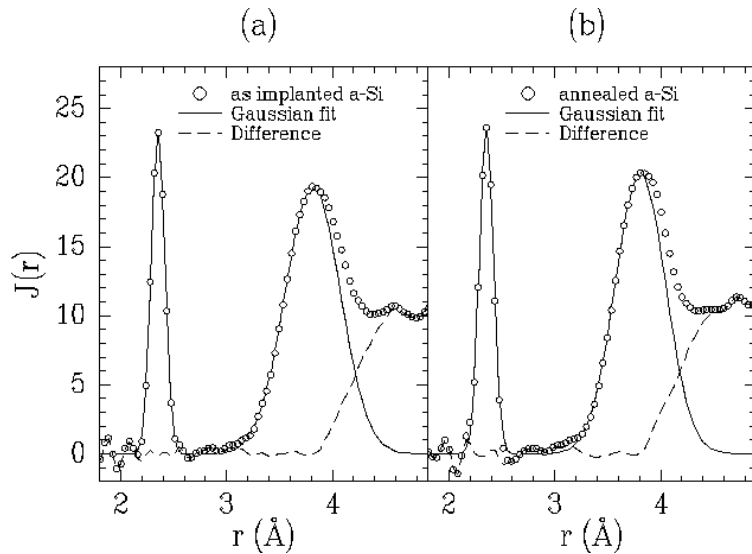 (a)
(b)
as implanted a-Si
Gaussian fit
Difference
annealed a-Si
Gaussian fit
Difference
J(r)
25
20
15
10
5
0
2
3
4
2
3
4
r (Å)
r (Å)